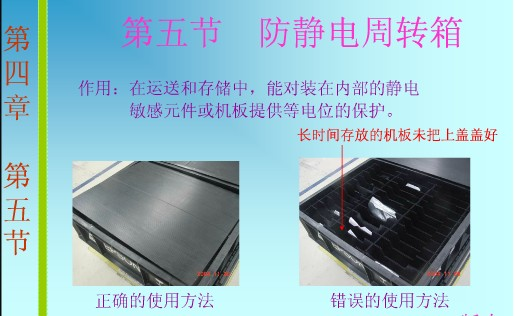 第四章 第五节
第五节 防静电周转箱
作用：在运送和存储中，能对装在内部的静电
敏感元件或机板提供等电位的保护。
长时间存放的机板未把上盖盖好
正确的使用方法
错误的使用方法